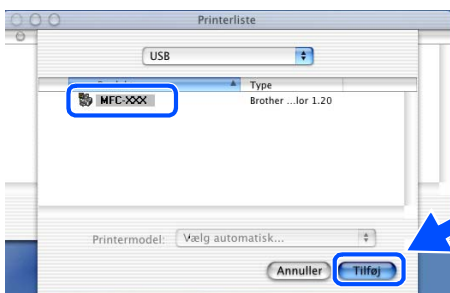 Printerliste
USB
Type
MFC-XXX Brother ...lor 1.20
Printermodel: Vælg automatisk...
Annuller Tilføj